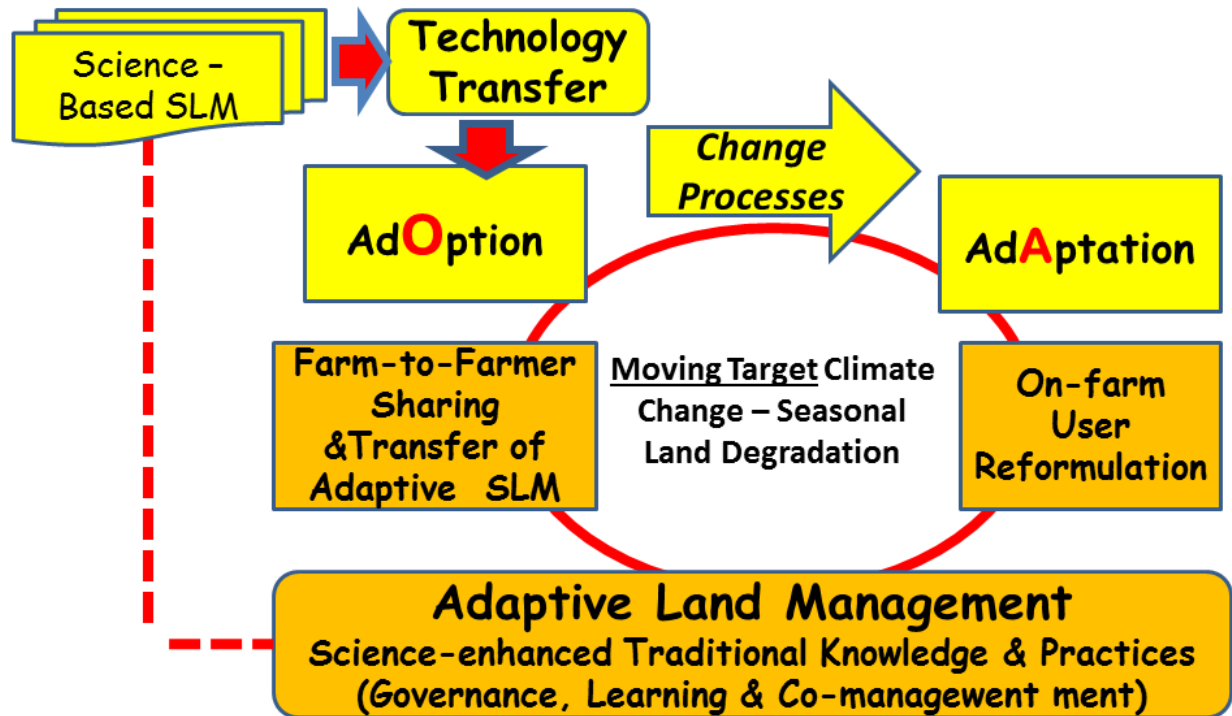 Science –
Based SLM
Technology
Transfer
Change
Processes
AdOption
AdAptation
Farm-to-Farmer
Sharing
&Transfer of
Adaptive SLM
Moving Target Climate
Change – Seasonal
Land Degradation
On-farm
User
Reformulation
Adaptive Land Management
Science-enhanced Traditional Knowledge & Practices
(Governance, Learning & Co-managewent ment)